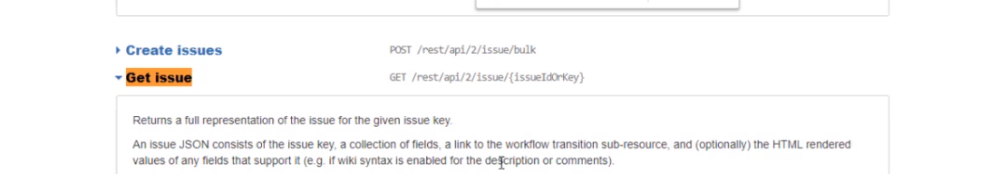 Create issues POST /rest/api/2/issue/bulk
Get issue GET /rest/api/2/issue/{issueIdOrKey}
Returns a full representation of the issue for the given issue key.
An issue JSON consists of the issue key, a collection of fields, a link to the workflow transition sub-resource, and (optionally) the HTML rendered
values of any fields that support it (e.g. if wiki syntax is enabled for the description or comments).